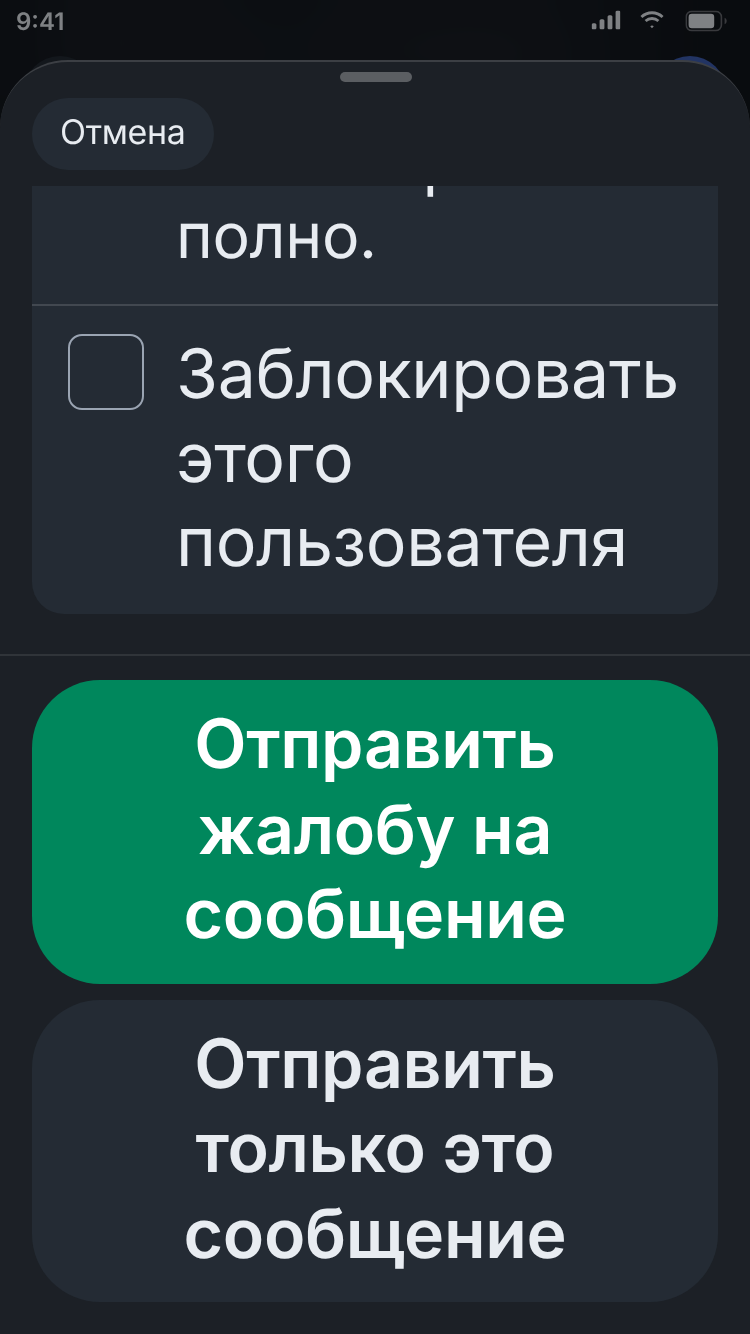 9:41
Отмена
полно.
Заблокировать
этого
пользователя
Отправить
жалобу на
сообщение
Отправить
только это
сообщение